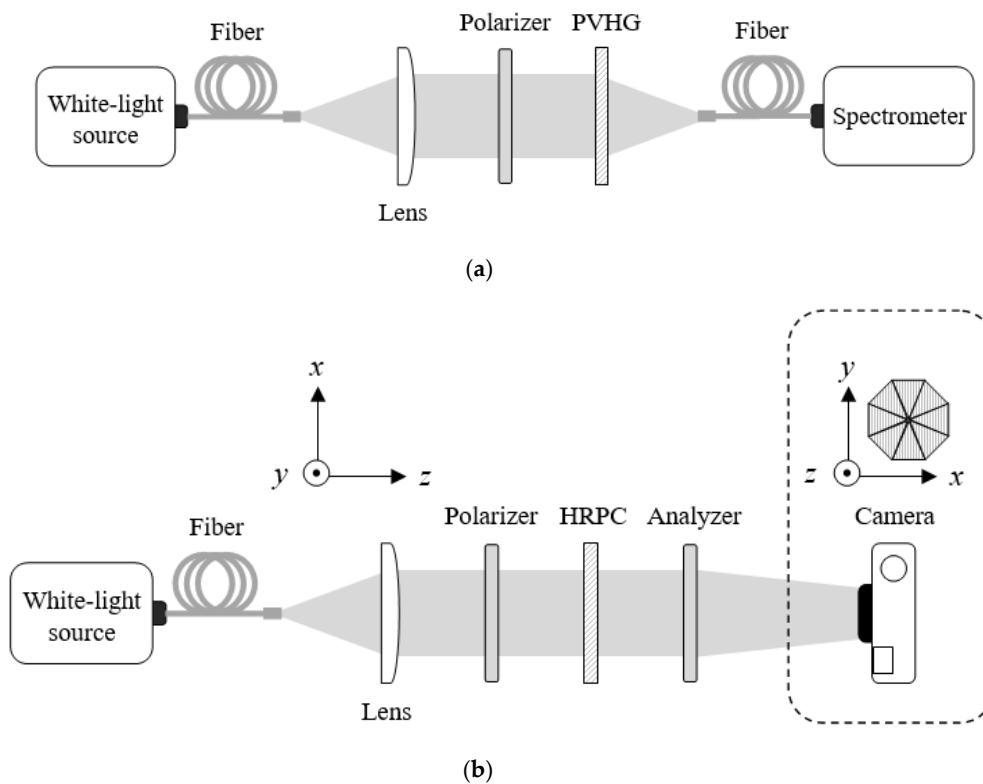 Fiber
Polarizer PVHG
Fiber
White-light
source
Spectrometer
Lens
(a)
x
y
z
y
z
x
Fiber
Polarizer HRPC Analyzer
Camera
White-light
source
Lens
(b)